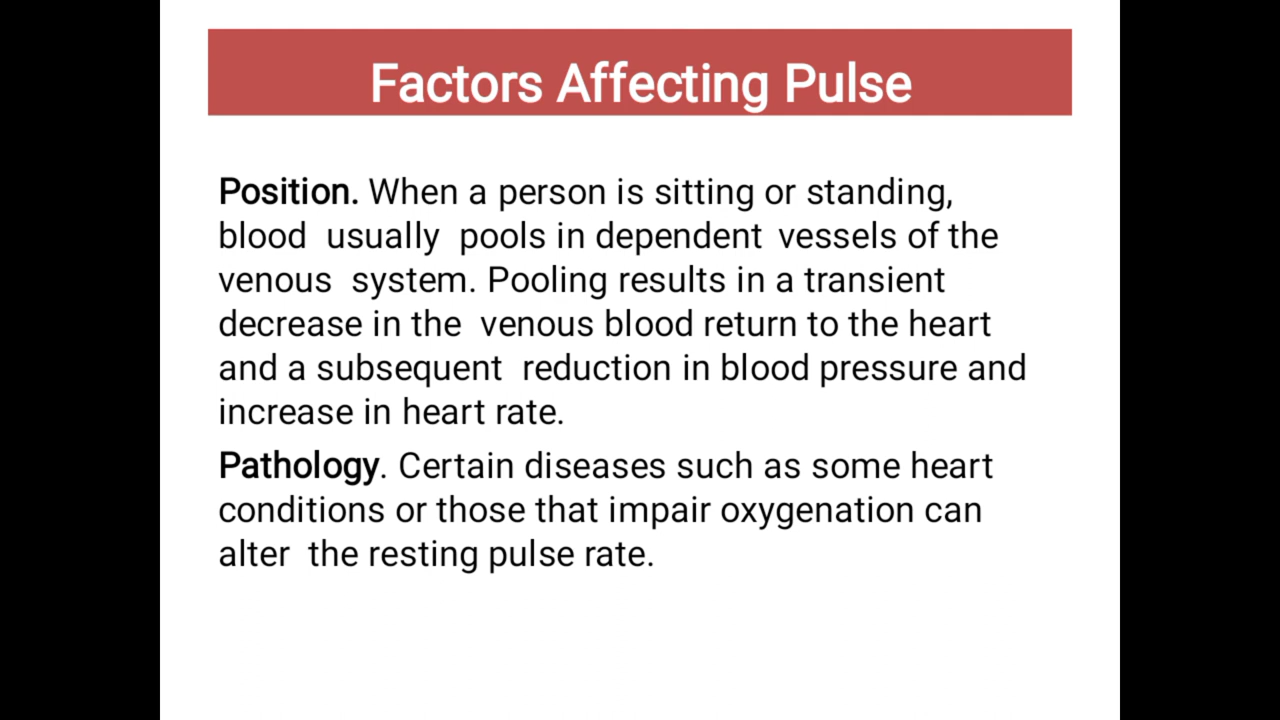 Factors Affecting Pulse
Position. When a person is sitting or standing,
blood usually pools in dependent vessels of the
venous system. Pooling results in a transient
decrease in the venous blood return to the heart
and a subsequent reduction in blood pressure and
increase in heart rate.
Pathology. Certain diseases such as some heart
conditions or those that impair oxygenation can
alter the resting pulse rate.